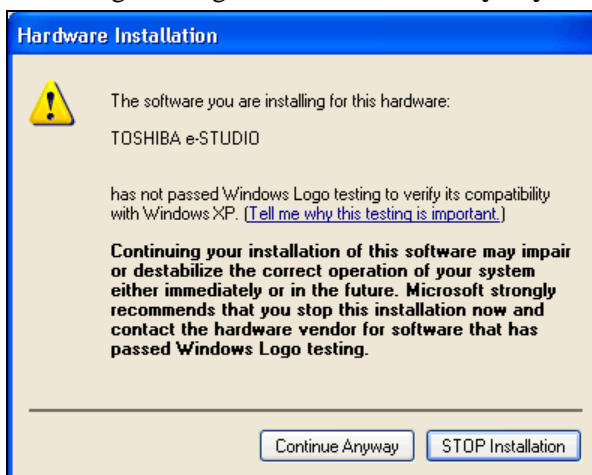 Hardware Installation
The software you are installing for this hardware:
TOSHIBA e-STUDIO
has not passed Windows Logo testing to verify its compatibility
with Windows XP. (Tell me why this testing is important.)
Continuing your installation of this software may impair
or destabilize the correct operation of your system
either immediately or in the future. Microsoft strongly
recommends that you stop this installation now and
contact the hardware vendor for software that has
passed Windows Logo testing.
Continue Anyway STOP Installation